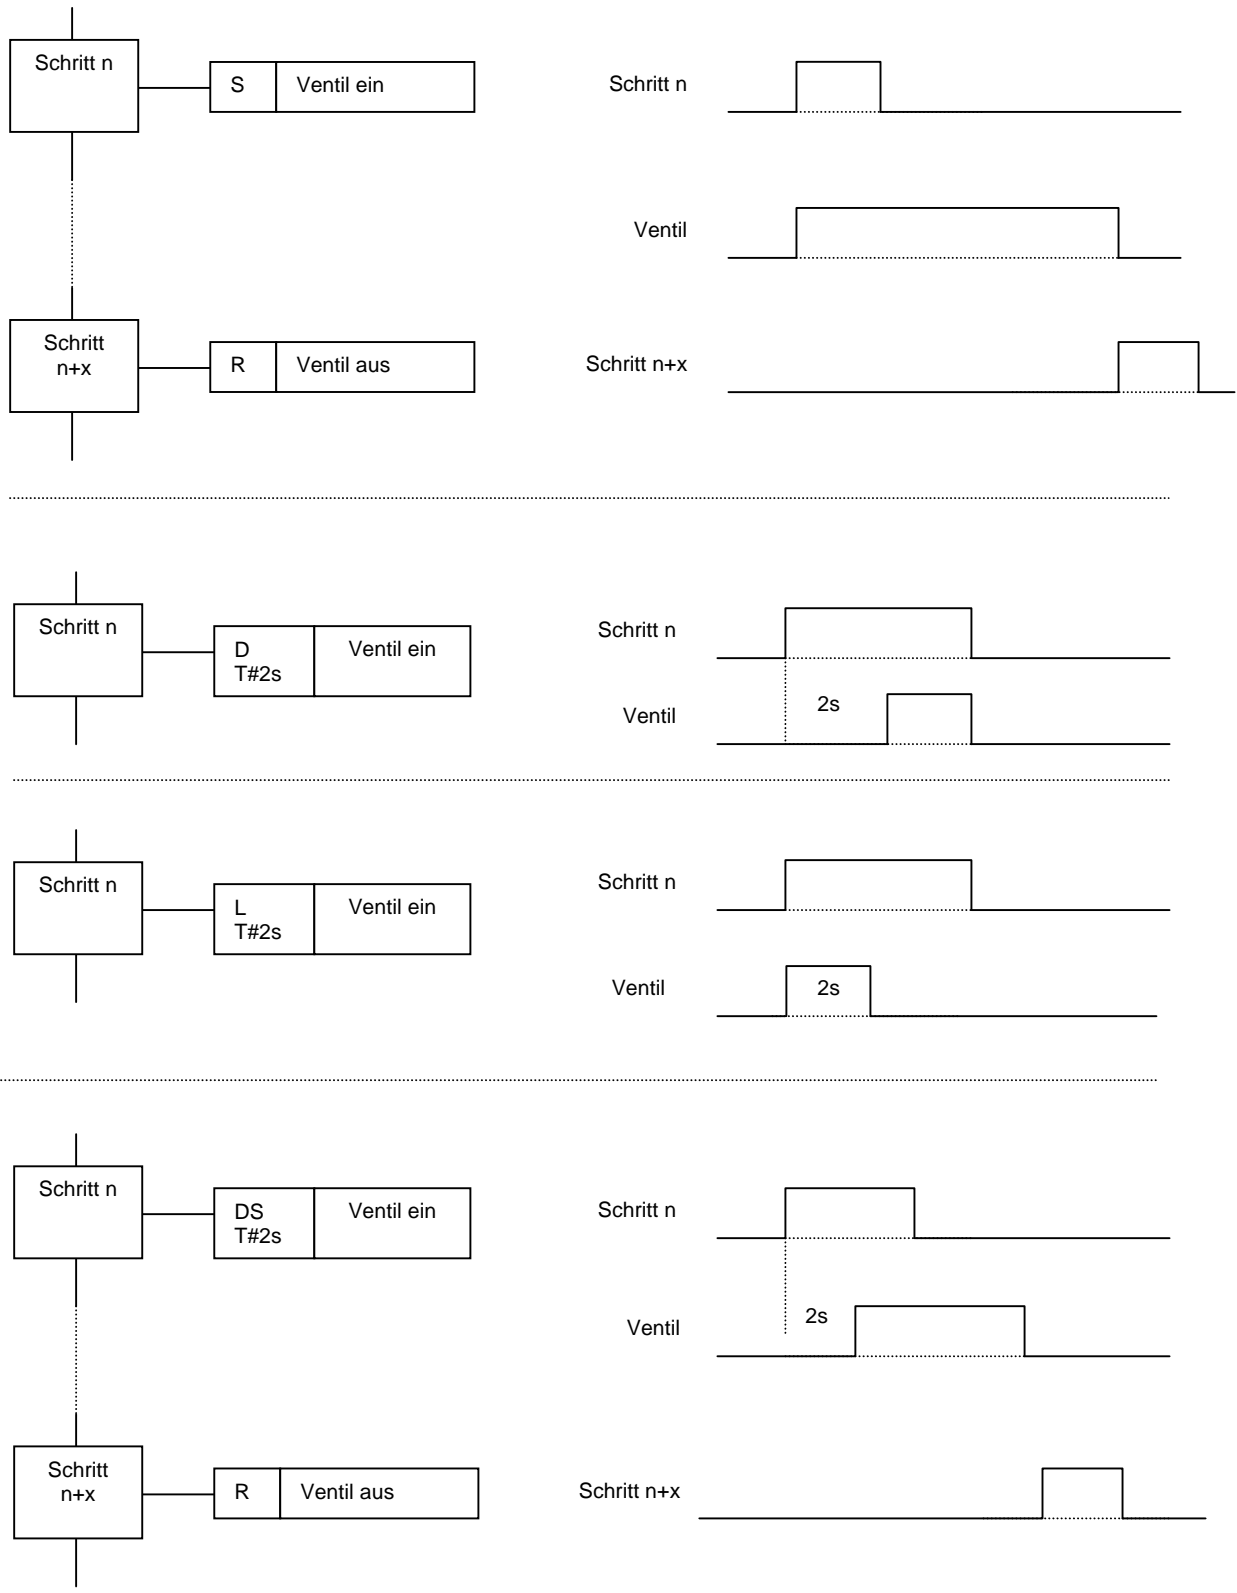 Schritt n
S
Ventil ein
Schritt n
Ventil
Schritt
n+x
R
Ventil aus
Schritt n+x
Schritt n
D
T#2s
Ventil ein
Schritt n
Ventil
2s
Schritt n
L
T#2s
Ventil ein
Schritt n
Ventil
2s
Schritt n
DS
T#2s
Ventil ein
Schritt n
Ventil
2s
Schritt
n+x
R
Ventil aus
Schritt n+x